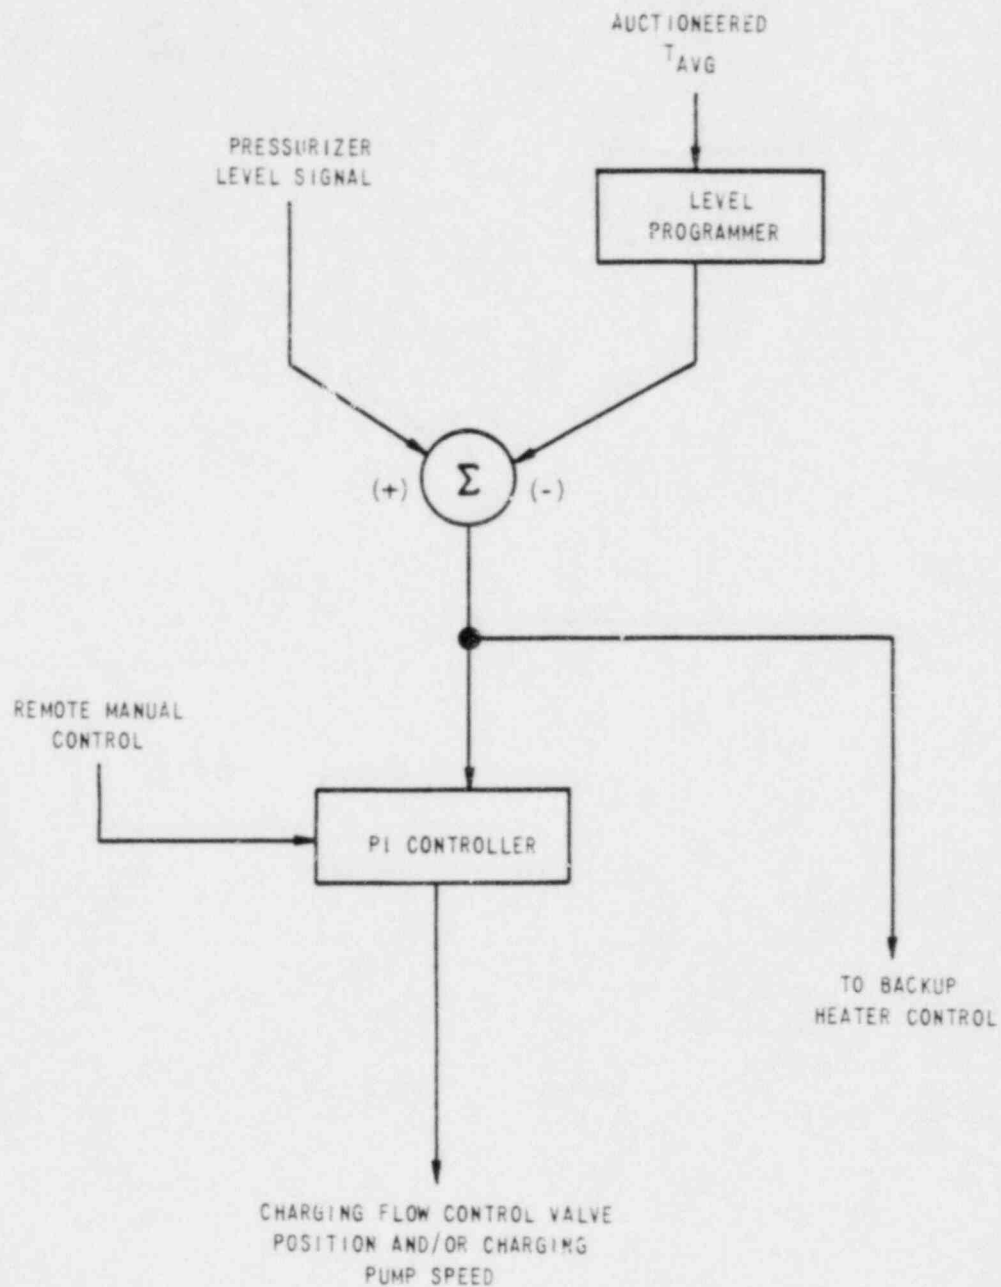 AUCTIONEERED
TAVG
PRESSURIZER
LEVEL SIGNAL
LEVEL
PROGRAMMER
(+)
Σ
(-)
REMOTE MANUAL
CONTROL
PI CONTROLLER
TO BACKUP
HEATER CONTROL
CHARGING FLOW CONTROL VALVE
POSITION AND/OR CHARGING
PUMP SPEED